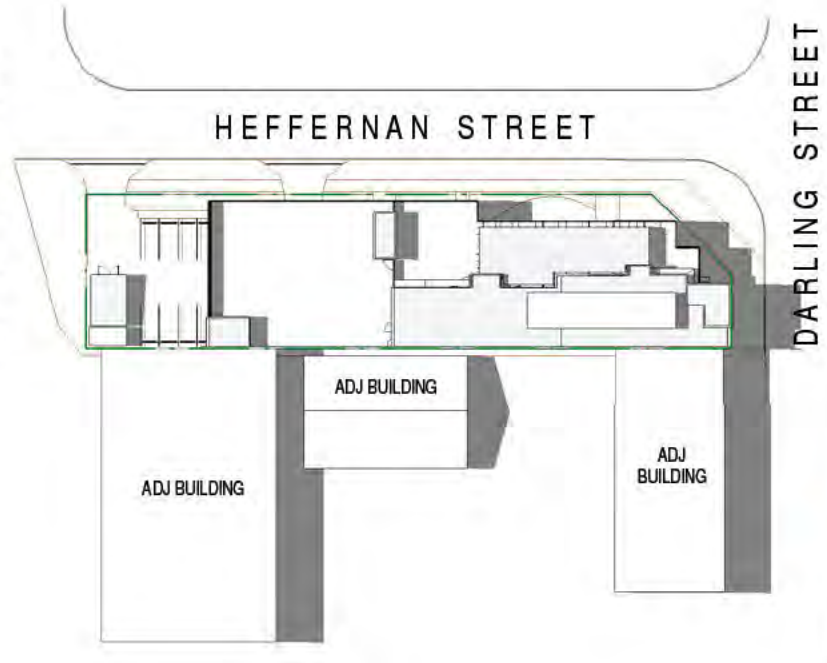 HEFFERNAN STREET
DARLING STREET
ADJ BUILDING
ADJ BUILDING
ADJ
BUILDING